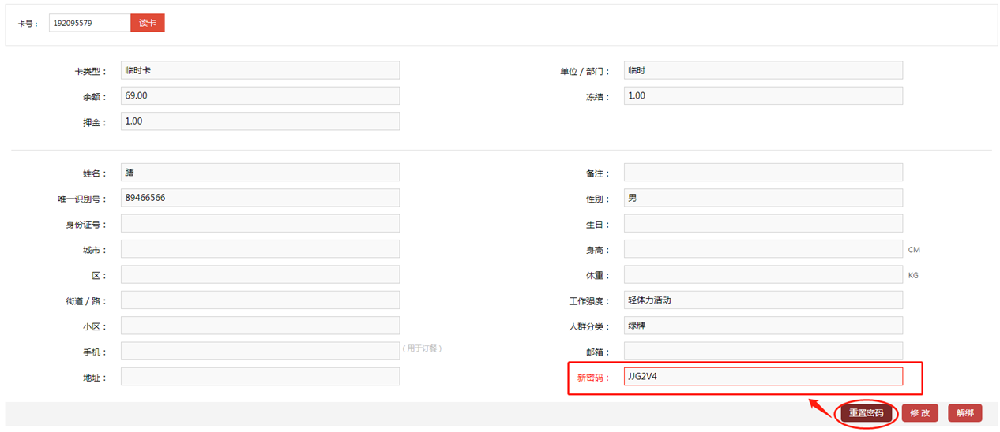 卡号： 192095579 读卡
卡类型： 临时卡 单位 / 部门： 临时
余额： 69.00 冻结： 1.00
押金： 1.00
姓名： 膳 备注：
唯一识别号： 89466566 性别： 男
身份证号： 生日：
城市： 身高： CM
区： 体重： KG
街道 / 路： 工作强度： 轻体力活动
小区： 人群分类： 绿牌
手机： （用于订餐） 邮箱：
地址： 新密码： JJG2V4
重置密码 修 改 解绑